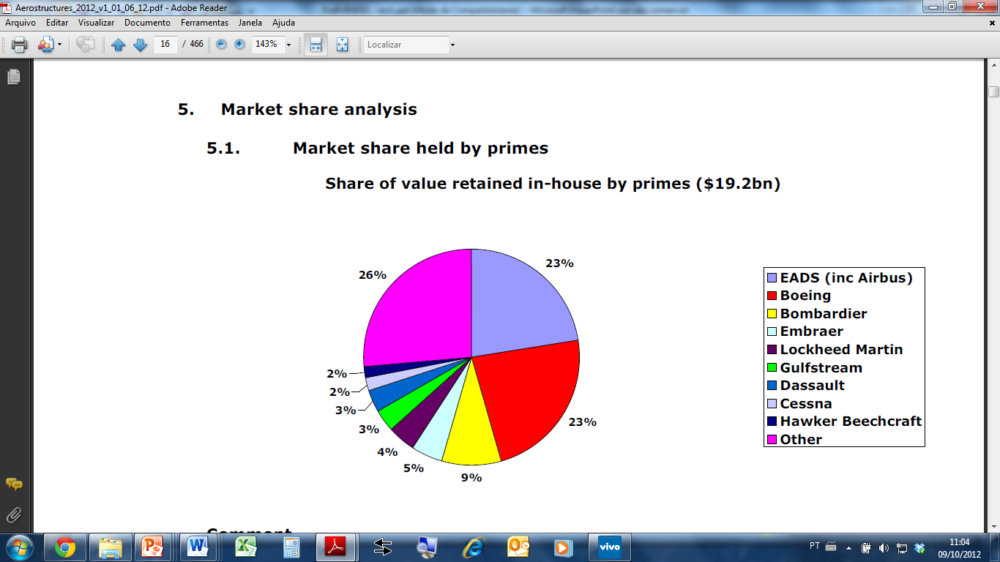 Aerostructures_2012_v1_01_06_12.pdf - Adobe Reader
Arquivo Editar Visualizar Documento Ferramentas Janela Ajuda
16 / 466 143% Localizar
5. Market share analysis
5.1. Market share held by primes
Share of value retained in-house by primes ($19.2bn)
23%
26%
EADS (inc Airbus)
Boeing
Bombardier
Embraer
Lockheed Martin
Gulfstream
Dassault
Cessna
Hawker Beechcraft
Other
2%
2%
3%
3%
4%
5%
9%
23%
Comment
vivo
PT
11:04
09/10/2012